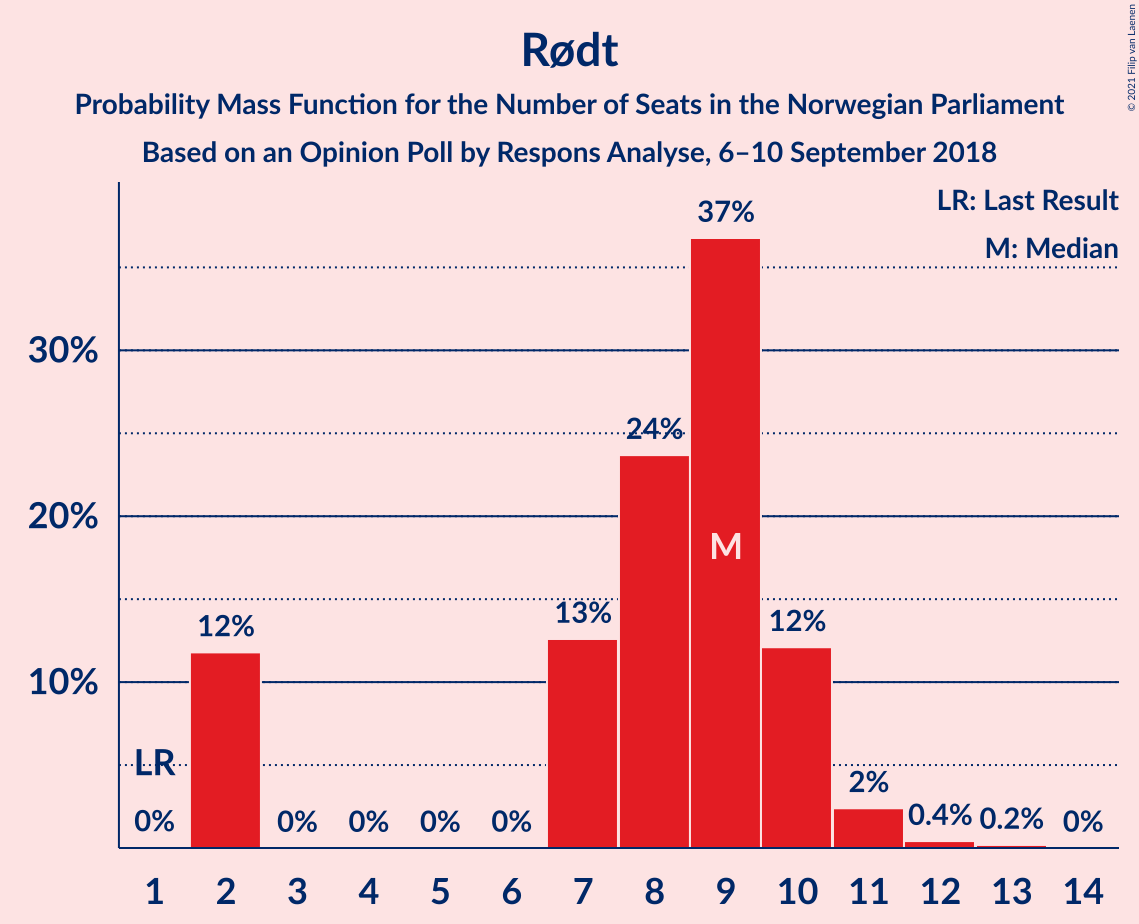 Rødt
Probability Mass Function for the Number of Seats in the Norwegian Parliament
Based on an Opinion Poll by Respons Analyse, 6–10 September 2018
© 2021 Filip van Laenen
LR: Last Result
M: Median
37%
30%
24%
20%
M
13%
12%
12%
10%
LR
2%
0%
0%
0%
0%
0%
0.4%
0.2%
0%
1 2 3 4 5 6 7 8 9 10 11 12 13 14